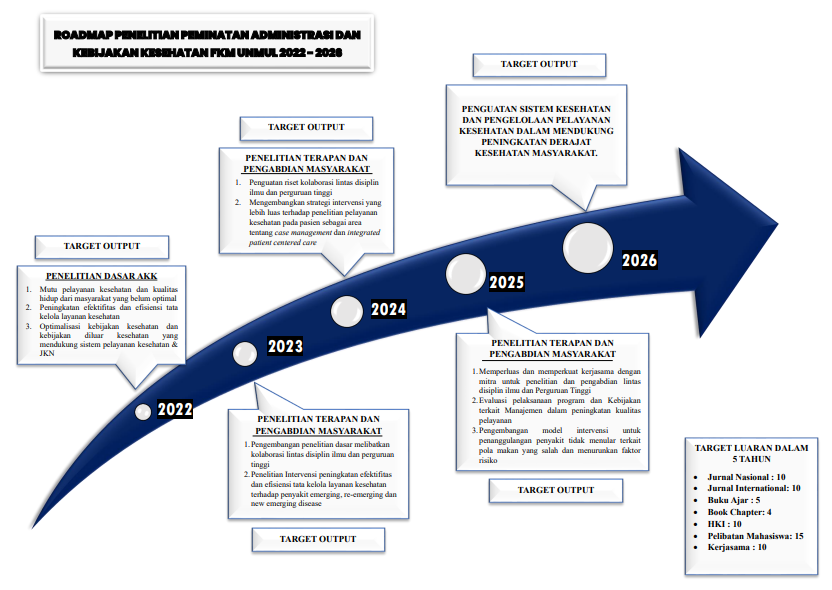 ROADMAP PENELITIAN PEMINATAN ADMINISTRASI DAN
KEBIJAKAN KESEHATAN FKM UNMUL 2022 – 2026
TARGET OUTPUT
PENELITIAN DASAR AKK
1. Mutu pelayanan kesehatan dan kualitas
hidup dari masyarakat yang belum optimal
2. Peningkatan efektifitas dan efisiensi tata
kelola layanan kesehatan
3. Optimalisasi kebijakan kesehatan dan
kebijakan diluar kesehatan yang
mendukung sistem pelayanan kesehatan &
JKN
2022
2023
PENELITIAN TERAPAN DAN
PENGABDIAN MASYARAKAT
1. Pengembangan penelitian dasar melibatkan
kolaborasi lintas disiplin ilmu dan perguruan
tinggi
2. Penelitian Intervensi peningkatan efektifitas
dan efisiensi tata kelola layanan kesehatan
terhadap penyakit emerging, re-emerging dan
new emerging disease
TARGET OUTPUT
TARGET OUTPUT
PENELITIAN TERAPAN DAN
PENGABDIAN MASYARAKAT
1. Penguatan riset kolaborasi lintas disiplin
ilmu dan perguruan tinggi
2. Mengembangkan strategi intervensi yang
lebih luas terhadap penelitian pelayanan
kesehatan pada pasien sebagai area
tentang case management dan integrated
patient centered care
2024
2025
PENELITIAN TERAPAN DAN
PENGABDIAN MASYARAKAT
1. Memperluas dan memperkuat kerjasama dengan
mitra untuk penelitian dan pengabdian lintas
disiplin ilmu dan Perguruan Tinggi
2. Evaluasi pelaksanaan program dan Kebijakan
terkait Manajemen dalam peningkatan kualitas
pelayanan
3. Pengembangan model intervensi untuk
penanggulangan penyakit tidak menular terkait
pola makan yang salah dan menurunkan faktor
risiko
TARGET OUTPUT
TARGET OUTPUT
PENGUATAN SISTEM KESEHATAN
DAN PENGELOLAAN PELAYANAN
KESEHATAN DALAM MENDUKUNG
PENINGKATAN DERAJAT
KESEHATAN MASYARAKAT.
2026
TARGET LUARAN DALAM
5 TAHUN
• Jurnal Nasional : 10
• Jurnal International: 10
• Buku Ajar : 5
• Book Chapter: 4
• HKI : 10
• Pelibatan Mahasiswa: 15
• Kerjasama : 10